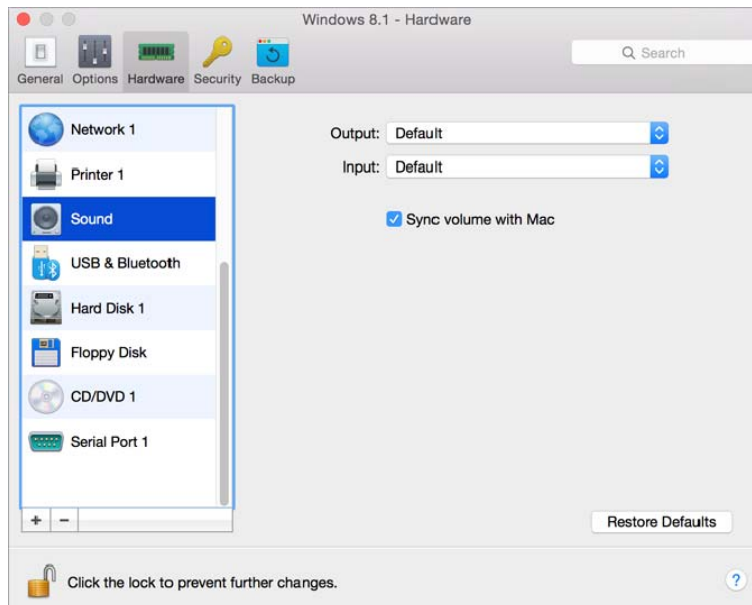 Windows 8.1 - Hardware
General Options Hardware Security Backup
Search
Network 1
Printer 1
Sound
USB & Bluetooth
Hard Disk 1
Floppy Disk
CD/DVD 1
Serial Port 1
+ −
Output: Default
Input: Default
Sync volume with Mac
Restore Defaults
Click the lock to prevent further changes.
?